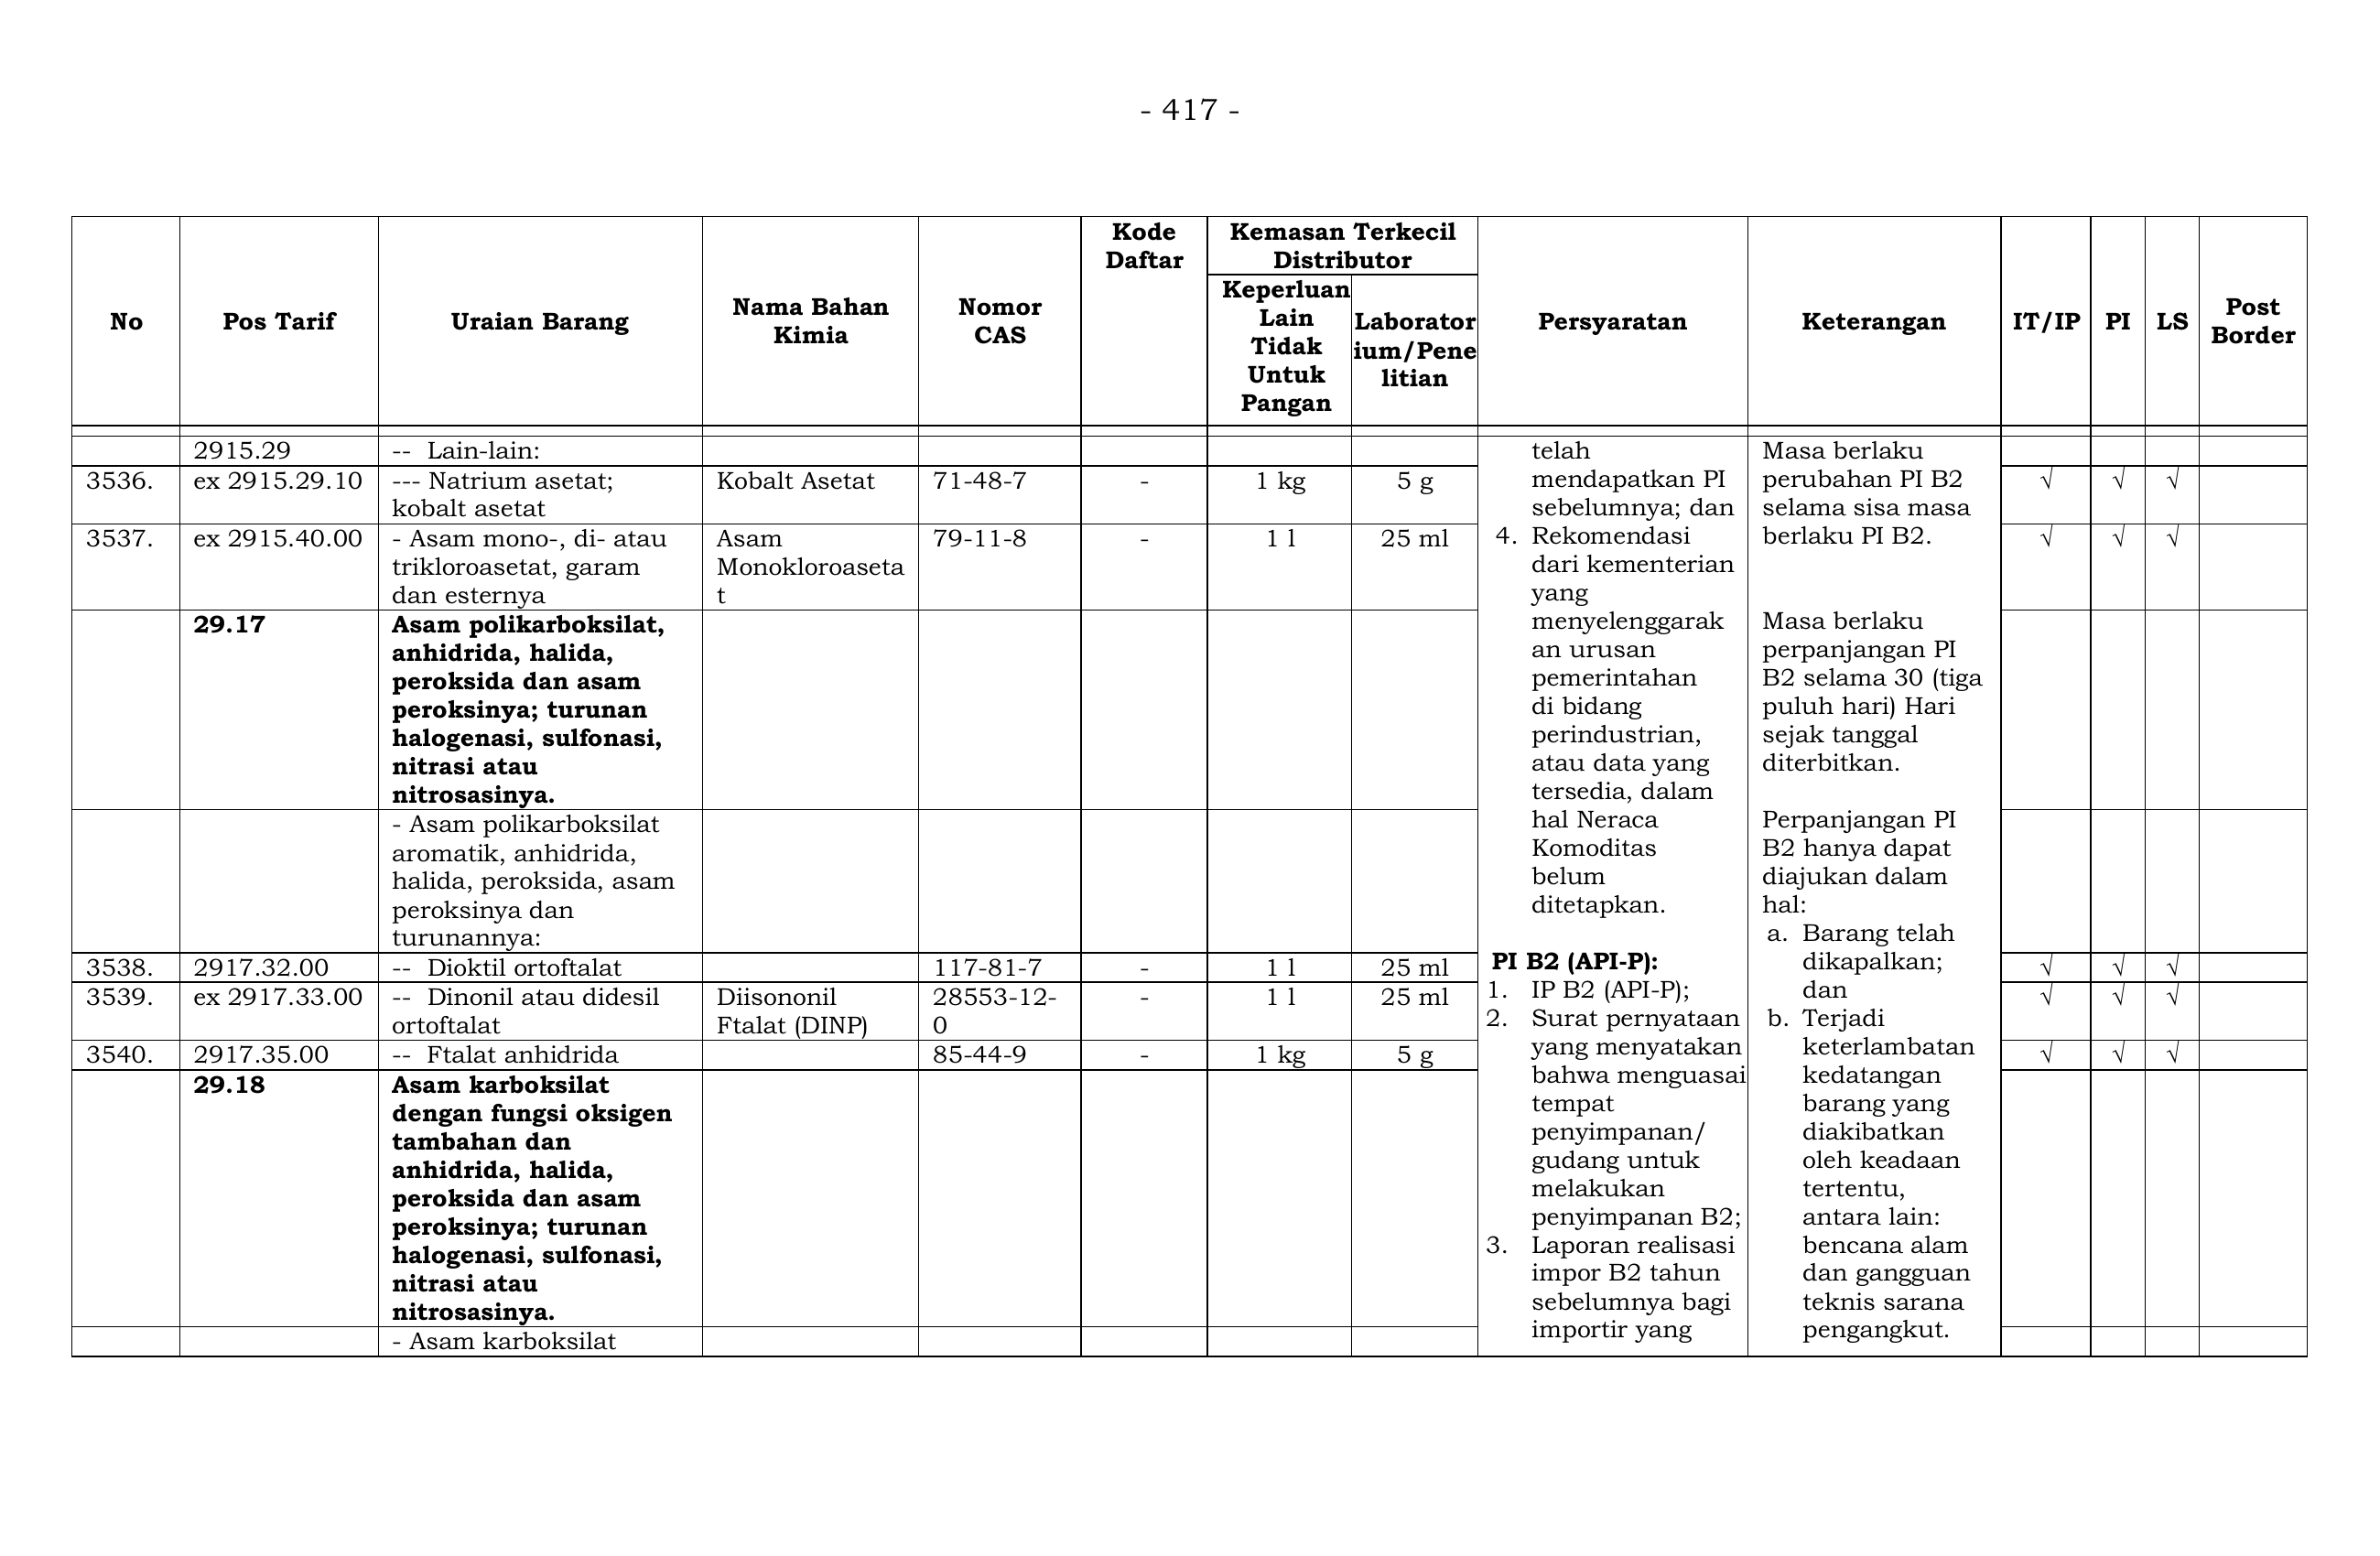 - 417 -
No
Pos Tarif
Uraian Barang
Nama Bahan
Kimia
Nomor
CAS
Kode
Daftar
Kemasan Terkecil
Distributor
Keperluan
Lain
Tidak
Untuk
Pangan
Laborator
ium/Pene
litian
Persyaratan
Keterangan
IT/IP
PI
LS
Post
Border
2915.29
-- Lain-lain:
3536.
ex 2915.29.10
--- Natrium asetat;
kobalt asetat
Kobalt Asetat
71-48-7
-
1 kg
5 g
√
√
√
3537.
ex 2915.40.00
- Asam mono-, di- atau
trikloroasetat, garam
dan esternya
Asam
Monokloroaseta
t
79-11-8
-
1 l
25 ml
√
√
√
29.17
Asam polikarboksilat,
anhidrida, halida,
peroksida dan asam
peroksinya; turunan
halogenasi, sulfonasi,
nitrasi atau
nitrosasinya.
- Asam polikarboksilat
aromatik, anhidrida,
halida, peroksida, asam
peroksinya dan
turunannya:
3538.
2917.32.00
-- Dioktil ortoftalat
117-81-7
-
1 l
25 ml
√
√
√
3539.
ex 2917.33.00
-- Dinonil atau didesil
ortoftalat
Diisononil
Ftalat (DINP)
28553-12-
0
-
1 l
25 ml
√
√
√
3540.
2917.35.00
-- Ftalat anhidrida
85-44-9
-
1 kg
5 g
√
√
√
29.18
Asam karboksilat
dengan fungsi oksigen
tambahan dan
anhidrida, halida,
peroksida dan asam
peroksinya; turunan
halogenasi, sulfonasi,
nitrasi atau
nitrosasinya.
- Asam karboksilat
telah
mendapatkan PI
sebelumnya; dan
4. Rekomendasi
dari kementerian
yang
menyelenggarak
an urusan
pemerintahan
di bidang
perindustrian,
atau data yang
tersedia, dalam
hal Neraca
Komoditas
belum
ditetapkan.
PI B2 (API-P):
1. IP B2 (API-P);
2. Surat pernyataan
yang menyatakan
bahwa menguasai
tempat
penyimpanan/
gudang untuk
melakukan
penyimpanan B2;
3. Laporan realisasi
impor B2 tahun
sebelumnya bagi
importir yang
Masa berlaku
perubahan PI B2
selama sisa masa
berlaku PI B2.
Masa berlaku
perpanjangan PI
B2 selama 30 (tiga
puluh hari) Hari
sejak tanggal
diterbitkan.
Perpanjangan PI
B2 hanya dapat
diajukan dalam
hal:
a. Barang telah
dikapalkan;
dan
b. Terjadi
keterlambatan
kedatangan
barang yang
diakibatkan
oleh keadaan
tertentu,
antara lain:
bencana alam
dan gangguan
teknis sarana
pengangkut.